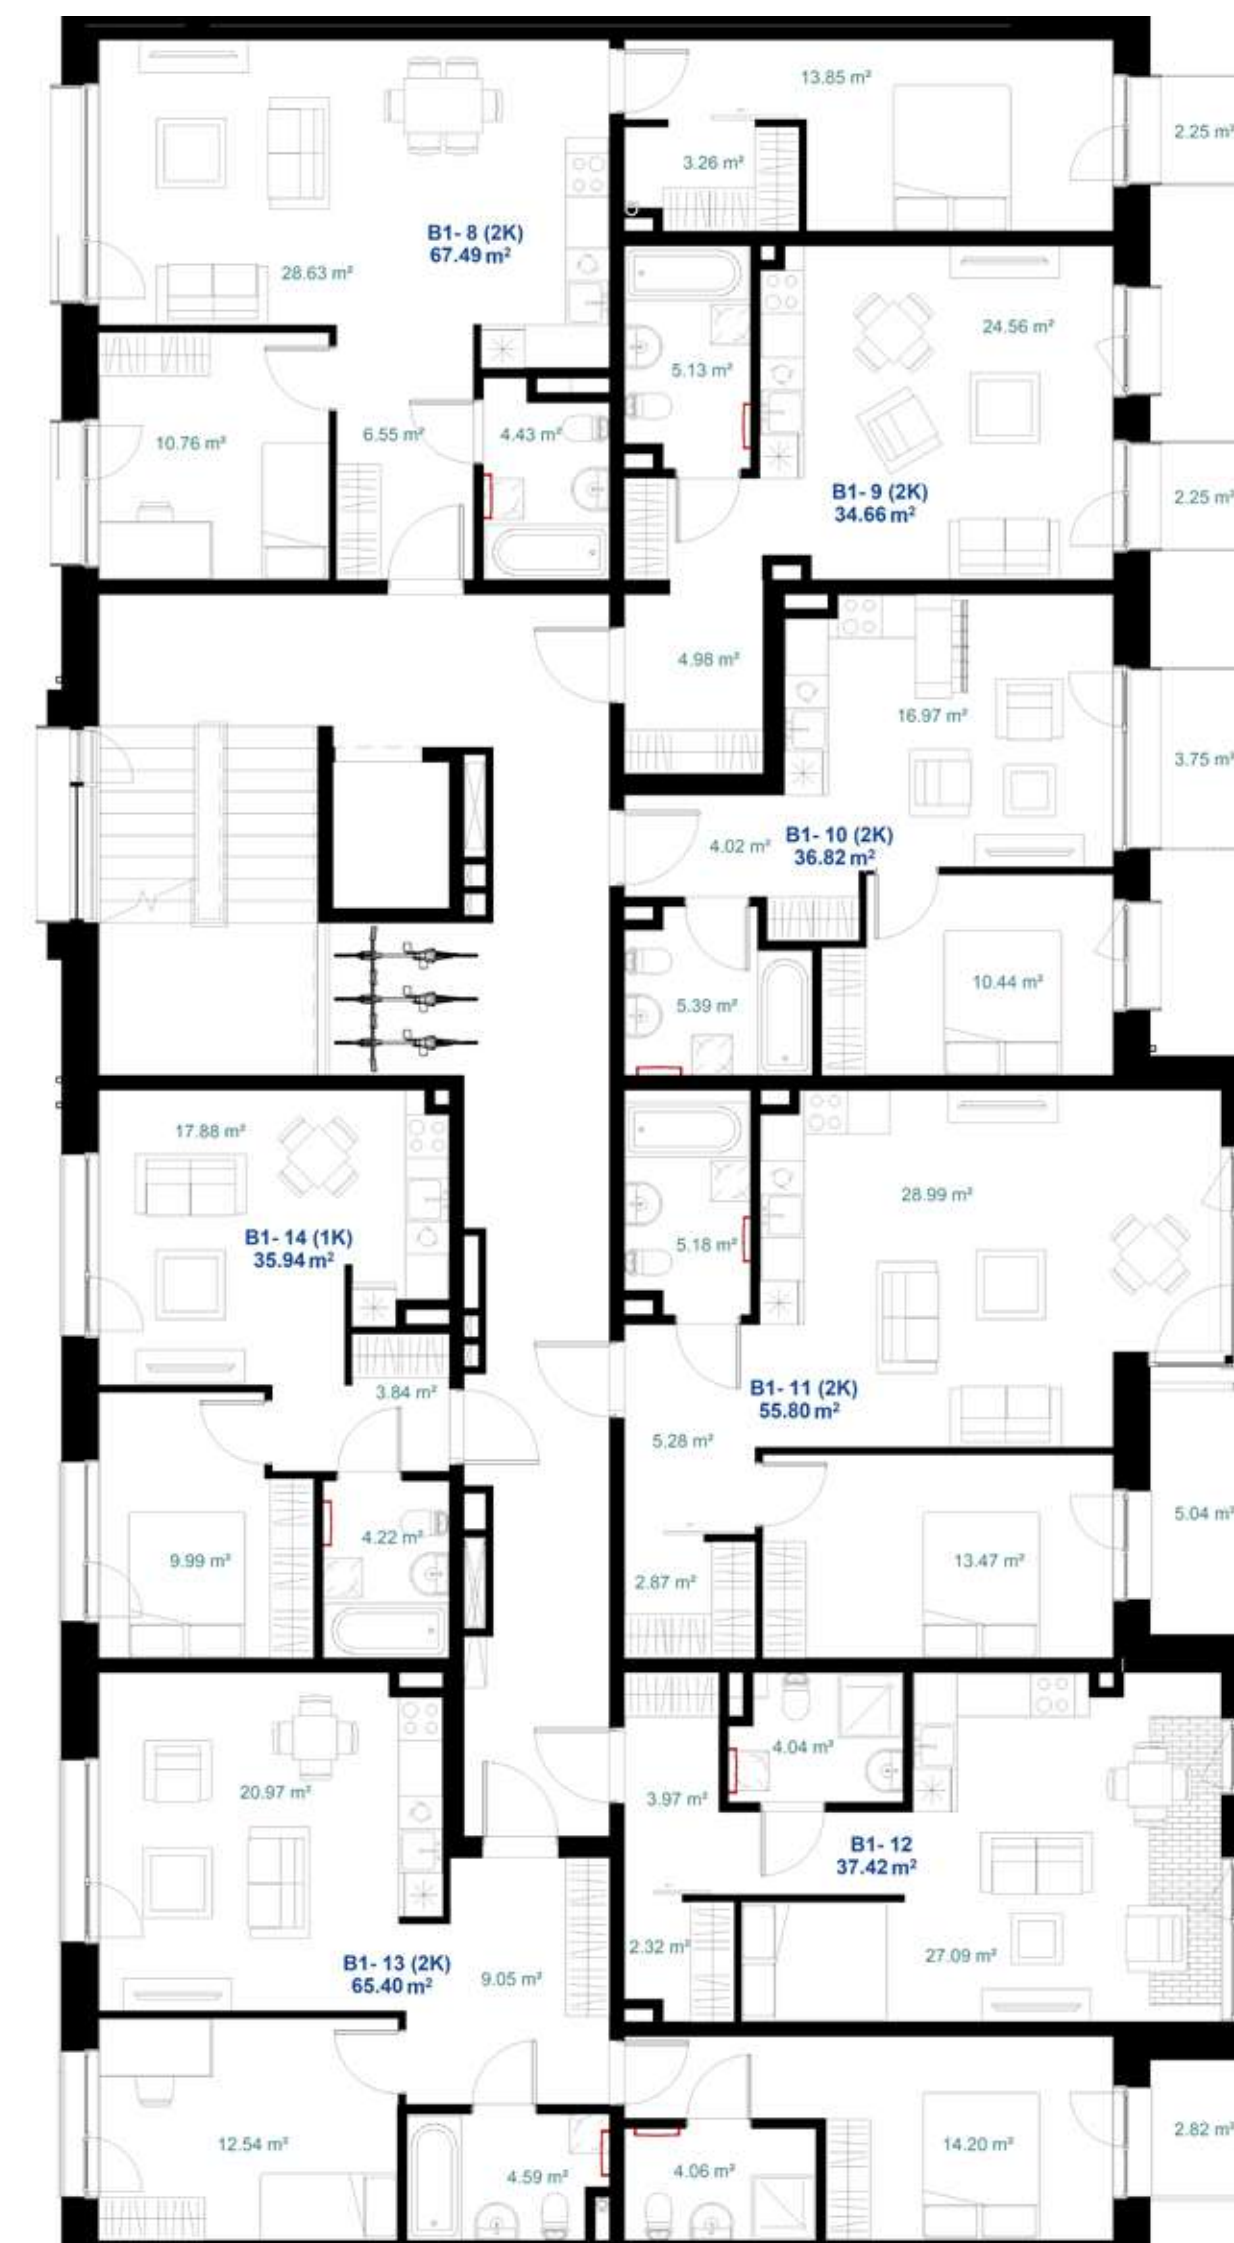 13.85 m²
2.25 m²
3.26 m²
B1- 8 (2K)
67.49 m²
28.63 m²
24.56 m²
5.13 m²
10.76 m²
6.55 m²
4.43 m²
B1- 9 (2K)
34.66 m²
2.25 m²
4.98 m²
16.97 m²
3.75 m²
4.02 m²
B1- 10 (2K)
36.82 m²
10.44 m²
5.39 m²
17.88 m²
28.99 m²
B1- 14 (1K)
35.94 m²
5.18 m²
3.84 m²
B1- 11 (2K)
55.80 m²
5.28 m²
5.04 m²
4.22 m²
9.99 m²
13.47 m²
2.87 m²
4.04 m²
20.97 m²
3.97 m²
B1- 12
37.42 m²
2.32 m²
27.09 m²
B1- 13 (2K)
65.40 m²
9.05 m²
2.82 m²
12.54 m²
14.20 m²
4.59 m²
4.06 m²